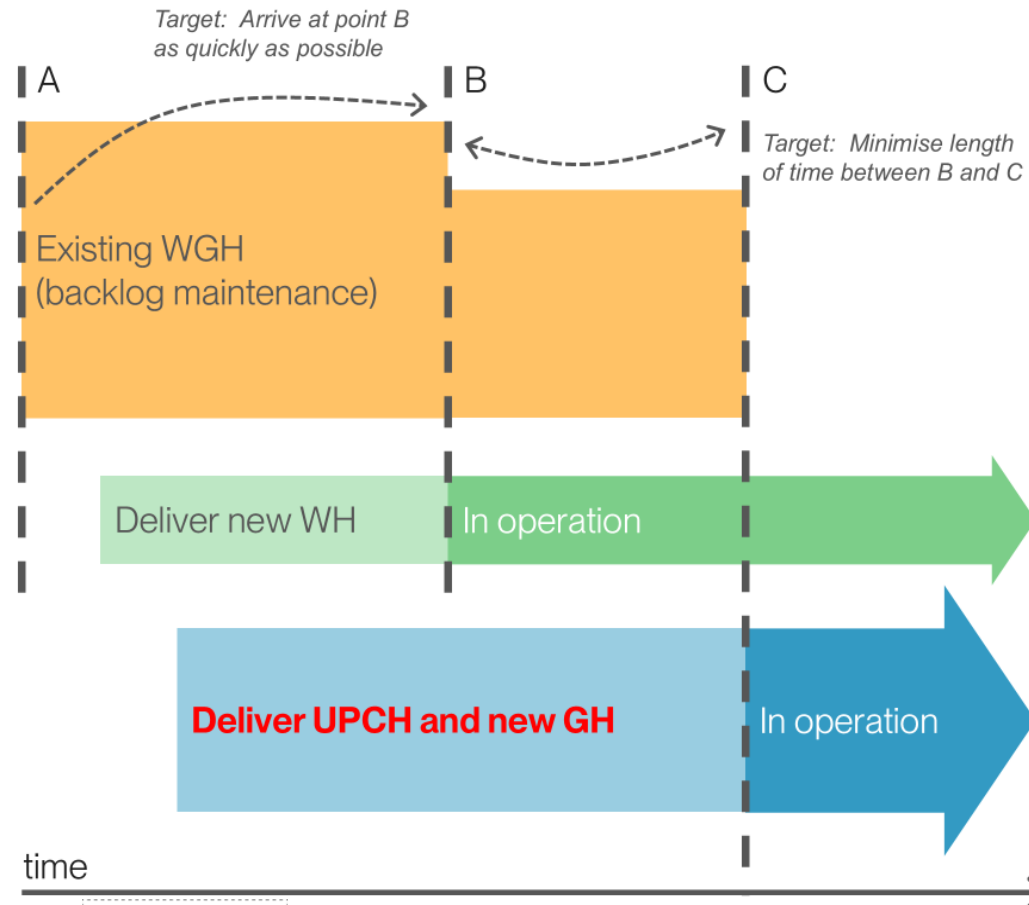 Target:  Arrive at point B
as quickly as possible
A
B
C
Target:  Minimise length
of time between B and C
Existing WGH
(backlog maintenance)
Deliver new WH
In operation
Deliver UPCH and new GH
In operation
time